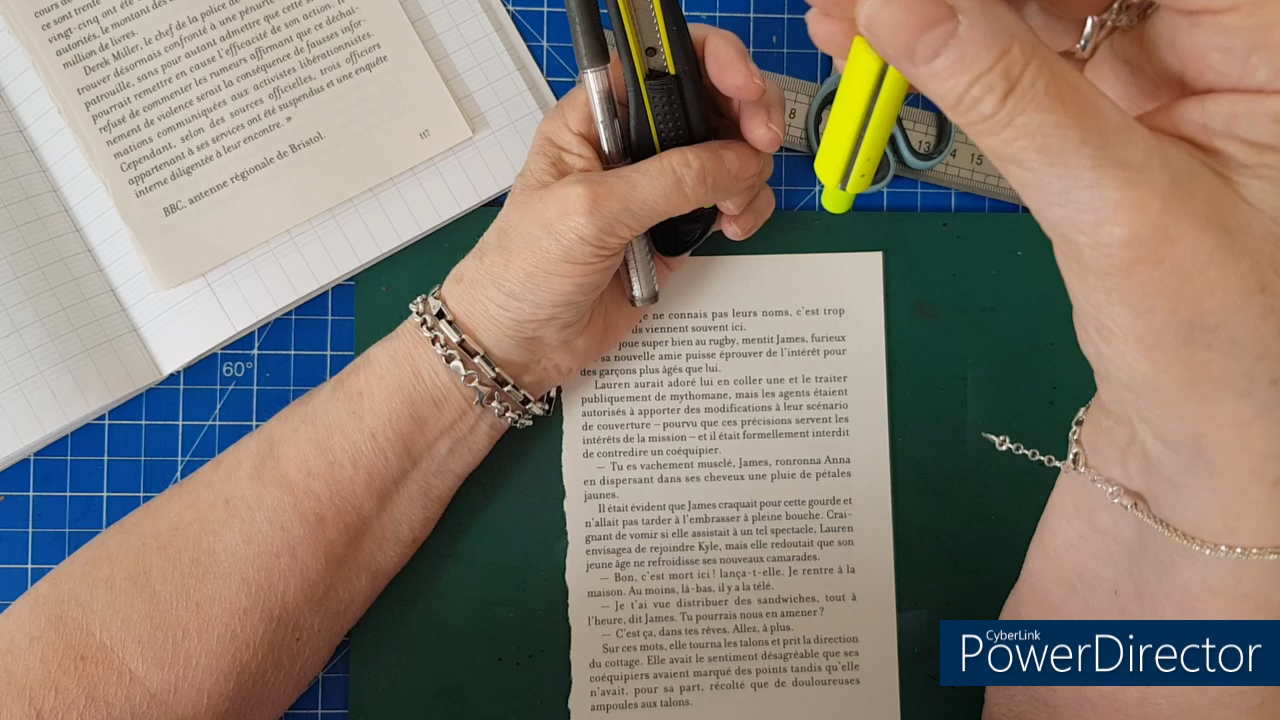 cours de
ce sont trente
vingt-cinq ont été
autorités, le montant des
million de livres.
Derek Miller, le chef de la police de
trouver désormais confronté à une pénurie
patrouille, sans pour autant admettre que cette
pourrait remettre en cause l'efficacité de son action. Il
refusé de commenter les rumeurs affirmant que ce déchaî-
nement de violence serait la conséquence de fausses infor-
mations communiquées aux activistes libérationnistes.
Cependant, selon des sources officielles, trois officiers
appartenant à ses services ont été suspendus et une enquête
interne diligentée à leur encontre. »
BBC, antenne régionale de Bristol.
117
8
13
4 15
60°
je ne connais pas leurs noms, c'est trop
ils viennent souvent ici.
joue super bien au rugby, mentit James, furieux
sa nouvelle amie puisse éprouver de l'intérêt pour
des garçons plus âgés que lui.
Lauren aurait adoré lui en coller une et le traiter
publiquement de mythomane, mais les agents étaient
autorisés à apporter des modifications à leur scénario
de couverture – pourvu que ces précisions servent les
intérêts de la mission – et il était formellement interdit
de contredire un coéquipier.
— Tu es vachement musclé, James, ronronna Anna
en dispersant dans ses cheveux une pluie de pétales
jaunes.
Il était évident que James craquait pour cette gourde et
n'allait pas tarder à l'embrasser à pleine bouche. Crai-
gnant de vomir si elle assistait à un tel spectacle, Lauren
envisagea de rejoindre Kyle, mais elle redoutait que son
jeune âge ne refroidisse ses nouveaux camarades.
— Bon, c'est mort ici ! lança-t-elle. Je rentre à la
maison. Au moins, là-bas, il y a la télé.
— Je t'ai vue distribuer des sandwiches, tout à
l'heure, dit James. Tu pourrais nous en amener ?
— C'est ça, dans tes rêves. Allez, à plus.
Sur ces mots, elle tourna les talons et prit la direction
du cottage. Elle avait le sentiment désagréable que ses
coéquipiers avaient marqué des points tandis qu'elle
n'avait, pour sa part, récolté que de douloureuses
ampoules aux talons.
CyberLink
PowerDirector